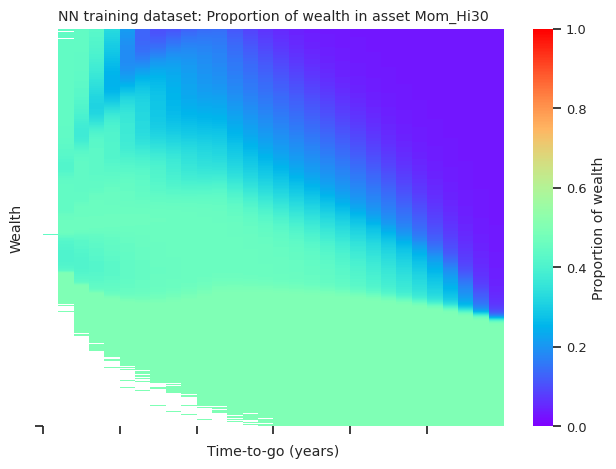 NN training dataset: Proportion of wealth in asset Mom_Hi30
Wealth
Time-to-go (years)
1.0
0.8
0.6
0.4
0.2
0.0
Proportion of wealth